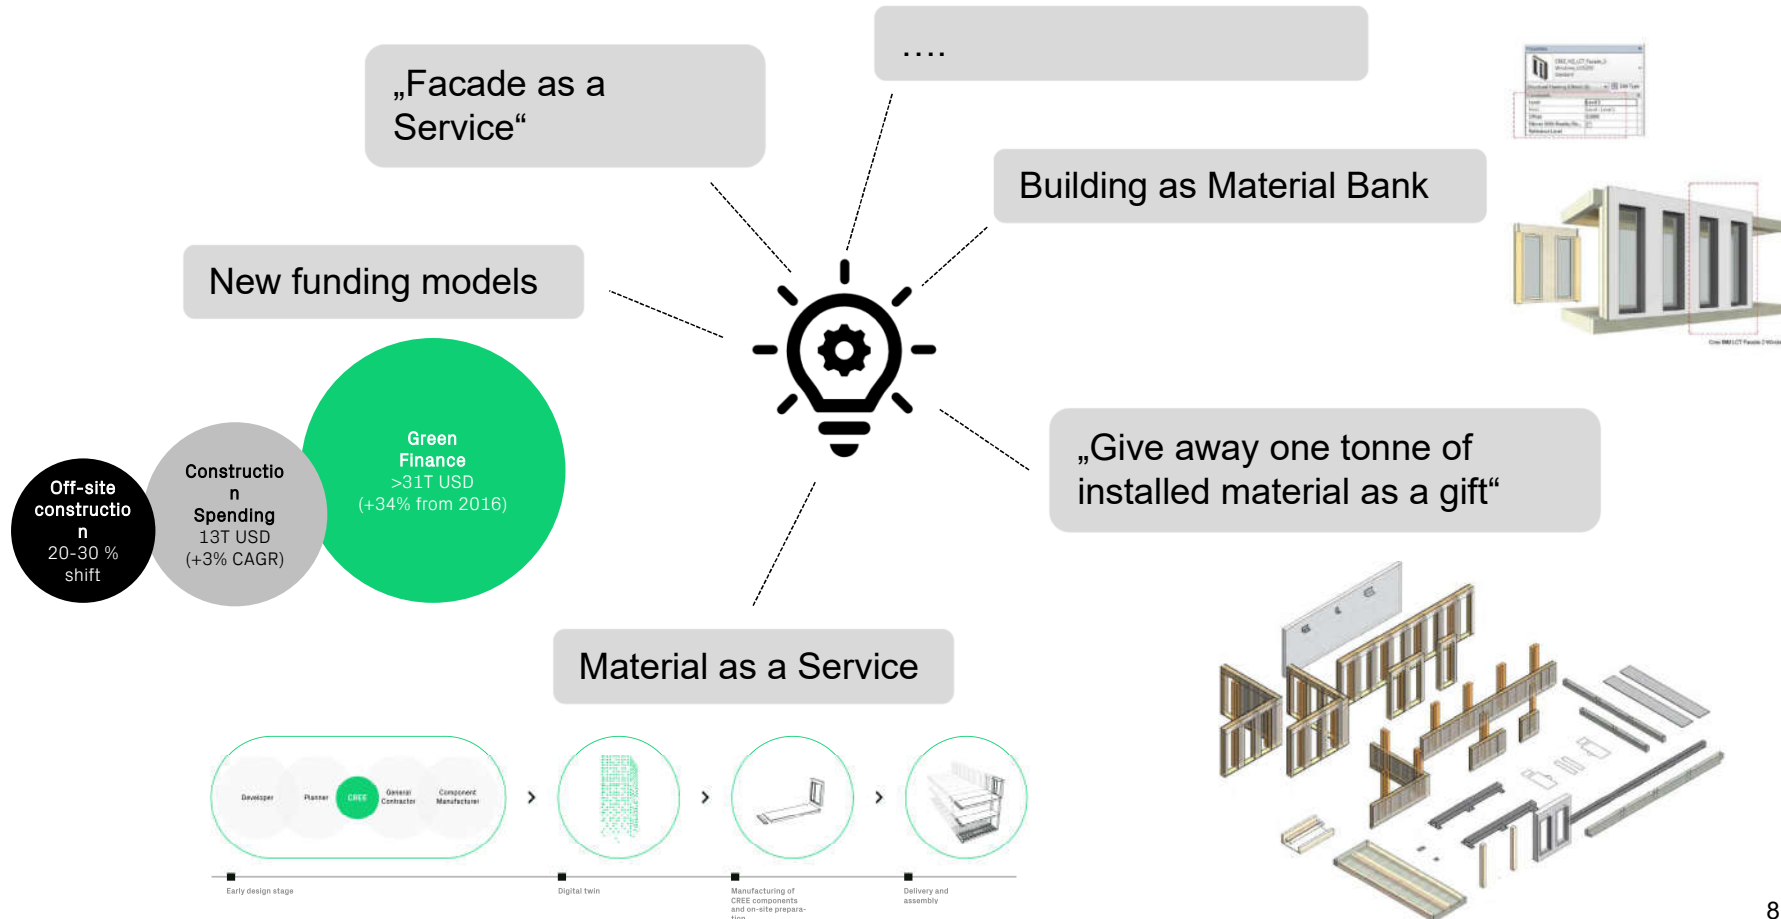 ....
„Facade as a
Service“
Building as Material Bank
New funding models
Green
Finance
>31T USD
(+34% from 2016)
Constructio
n
Spending
13T USD
(+3% CAGR)
Off-site
constructio
n
20-30 %
shift
„Give away one tonne of
installed material as a gift“
Material as a Service
Developer
Planner
CREE
General
Contractor
Component
Manufacturer
Early design stage
Digital twin
Manufacturing of
CREE components
and on-site prepara-
tion
Delivery and
assembly
Edit Type
8